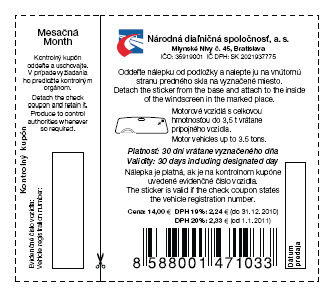 Mesačná
Month
Kontrolný kupón
oddeľte a uschovajte.
V prípade vyžiadania
ho predložte kontrolným
orgánom.
Detach the check
coupon and retain it.
Produce to control
authorities whenever
so required.
Kontrolný kupón
Evidenčné číslo vozidla:
Vehicle registration number:
Národná diaľničná spoločnosť, a. s.
Mlynské Nivy č. 45, Bratislava
IČO: 35919001 IČ DPH: SK 2021937775
Oddeľte nálepku od podložky a nalepte ju na vnútornú
stranu predného skla na vyznačené miesto.
Detach the sticker from the base and attach to the inside
of the windscreen in the marked place.
Motorové vozidlá s celkovou
hmotnosťou do 3,5 t vrátane
prípojného vozidla.
Motor vehicles up to 3.5 tons.
Platnosť: 30 dní vrátane vyznačeného dňa
Validity: 30 days including designated day
Nálepka je platná, ak je na kontrolnom kupóne
uvedené evidenčné číslo vozidla.
The sticker is valid if the check coupon states
the vehicle registration number.
Cena: 14,00 € DPH 19%: 2,24 € (do 31.12.2010)
DPH 20%: 2,33 € (od 1.1.2011)
8 588001 471033
Dátum
predaja